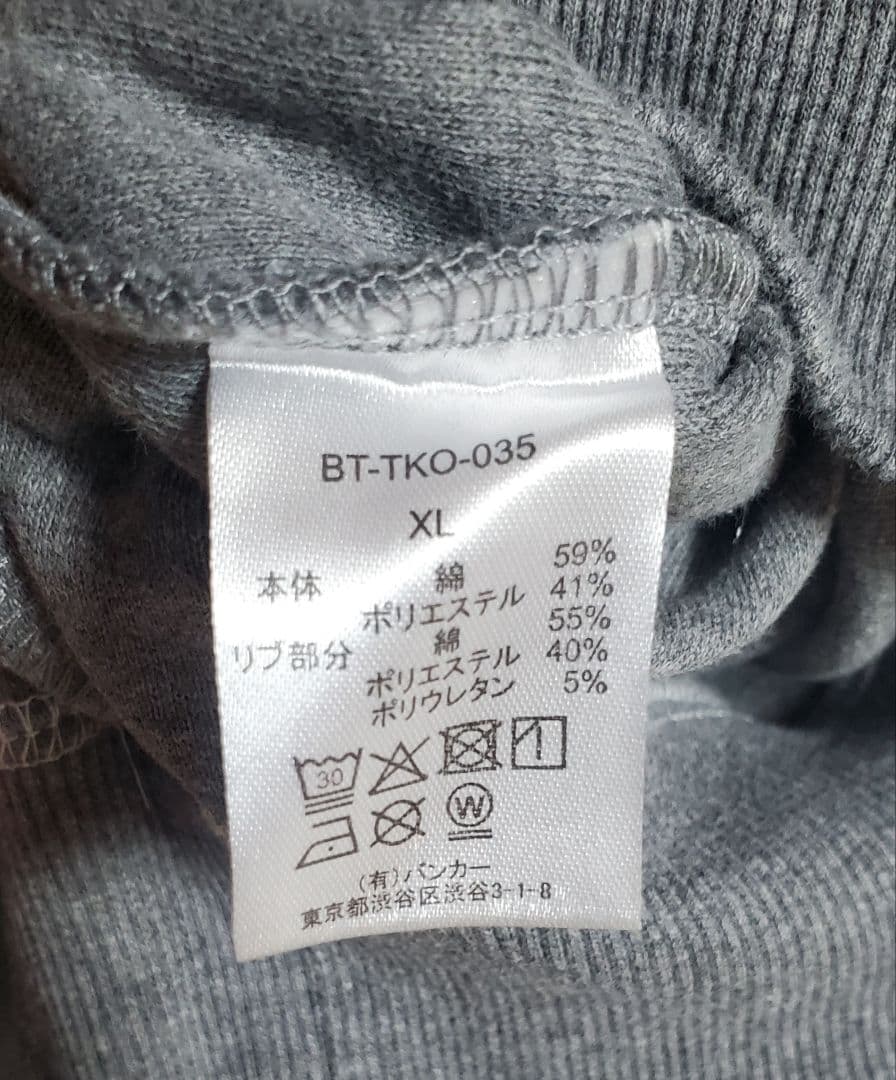 BT-TKO-035
XL
本体 綿 59%
ポリエステル 41%
リブ部分 綿 55%
ポリエステル 40%
ポリウレタン 5%
30
W
(有)バンカー
東京都渋谷区渋谷3-1-8